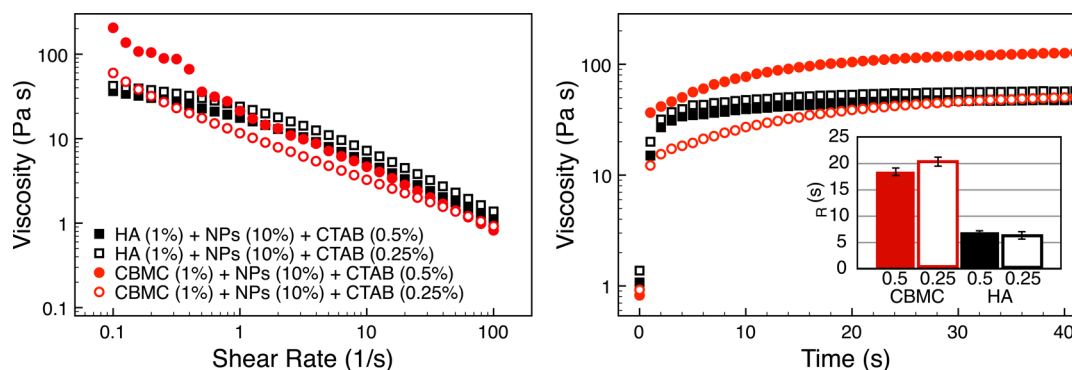 Viscosity (Pa s)
100
10
1
0.1
HA (1%) + NPs (10%) + CTAB (0.5%)
HA (1%) + NPs (10%) + CTAB (0.25%)
CBMC (1%) + NPs (10%) + CTAB (0.5%)
CBMC (1%) + NPs (10%) + CTAB (0.25%)
0.1 1 10 100
Shear Rate (1/s)
Viscosity (Pa s)
100
10
1
R (s)
25
20
15
10
5
0
0.5 0.25 0.5 0.25
CBMC HA
0 10 20 30 40
Time (s)